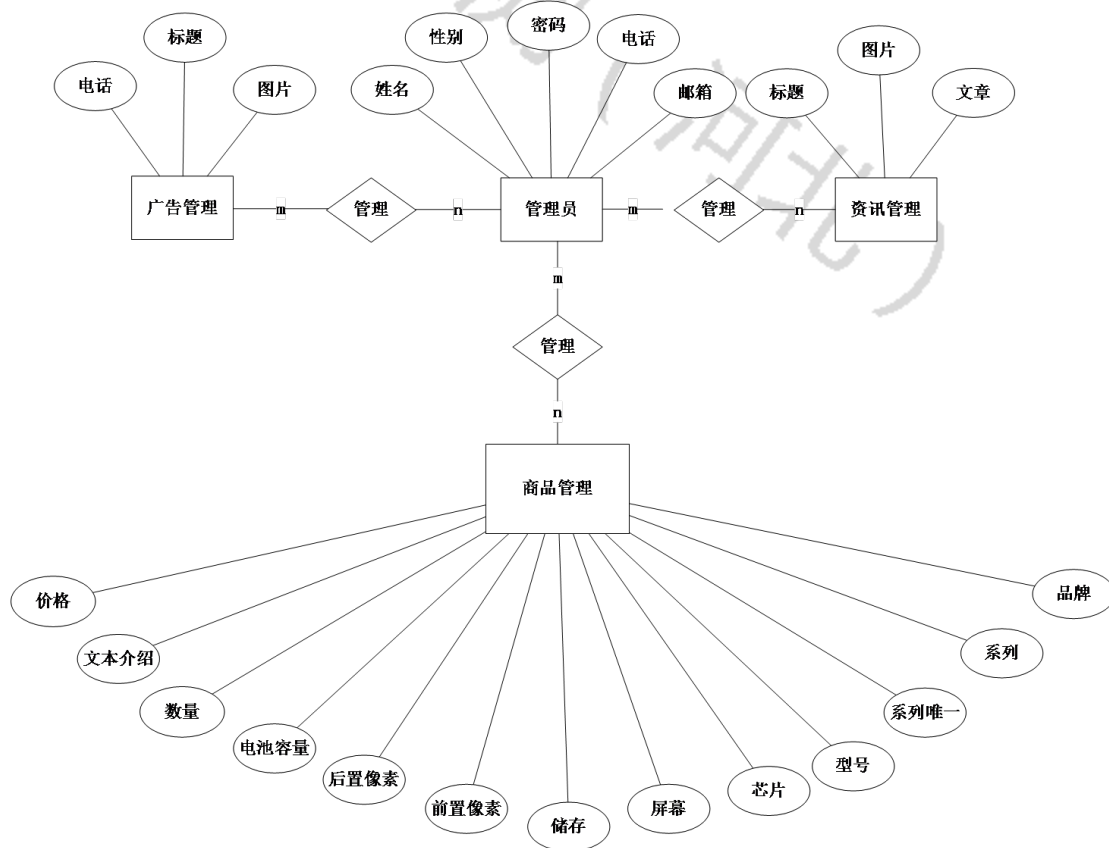 密码
标题
性别
电话
图片
电话
图片
姓名
邮箱
标题
文章
广告管理
m
管理
n
管理员
m
管理
n
资讯管理
m
管理
n
商品管理
价格
品牌
文本介绍
系列
数量
系列唯一
电池容量
型号
后置像素
芯片
前置像素
屏幕
储存
（河北）